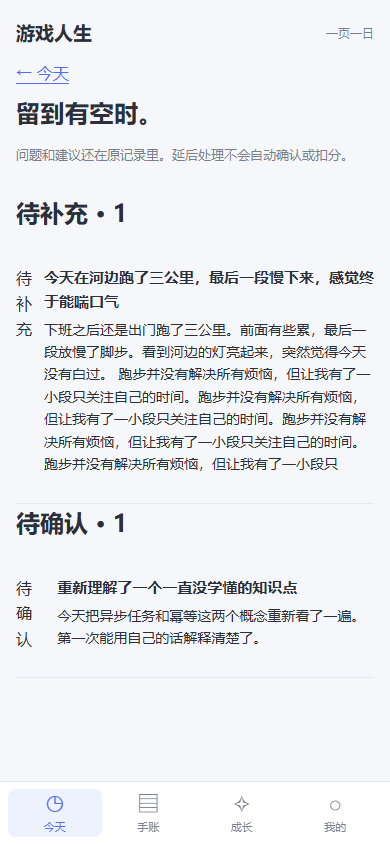 游戏人生
一页一日
← 今天
留到有空时。
问题和建议还在原记录里。延后处理不会自动确认或扣分。
待补充·1
待补充
今天在河边跑了三公里，最后一段慢下来，感觉终
于能喘口气
下班之后还是出门跑了三公里。前面有些累，最后一
段放慢了脚步。看到河边的灯亮起来，突然觉得今天
没有白过。 跑步并没有解决所有烦恼，但让我有了一
小段只关注自己的时间。跑步并没有解决所有烦恼，
但让我有了一小段只关注自己的时间。跑步并没有解
决所有烦恼，但让我有了一小段只关注自己的时间。
跑步并没有解决所有烦恼，但让我有了一小段只
待确认·1
待确认
重新理解了一个一直没学懂的知识点
今天把异步任务和幂等这两个概念重新看了一遍。
第一次能用自己的话解释清楚了。
今天
手账
成长
我的